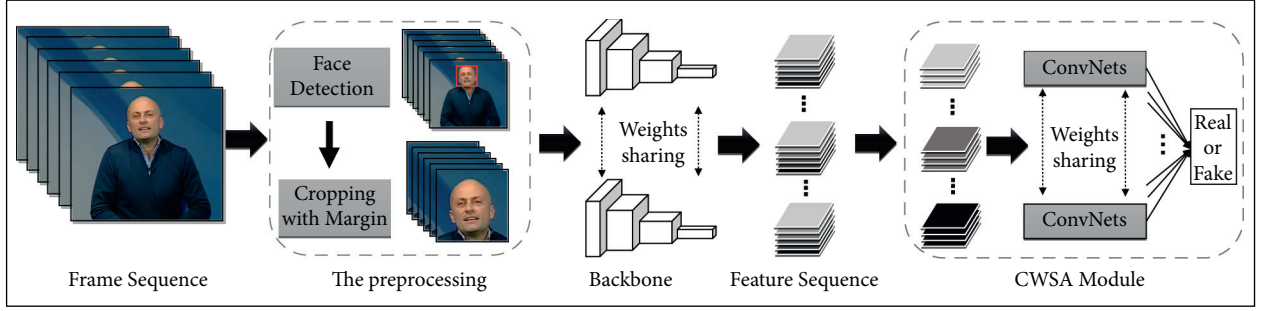 Face
Detection
Cropping
with Margin
Weights
sharing
ConvNets
Weights
sharing
ConvNets
Real
or
Fake
Frame Sequence
The preprocessing
Backbone
Feature Sequence
CWSA Module